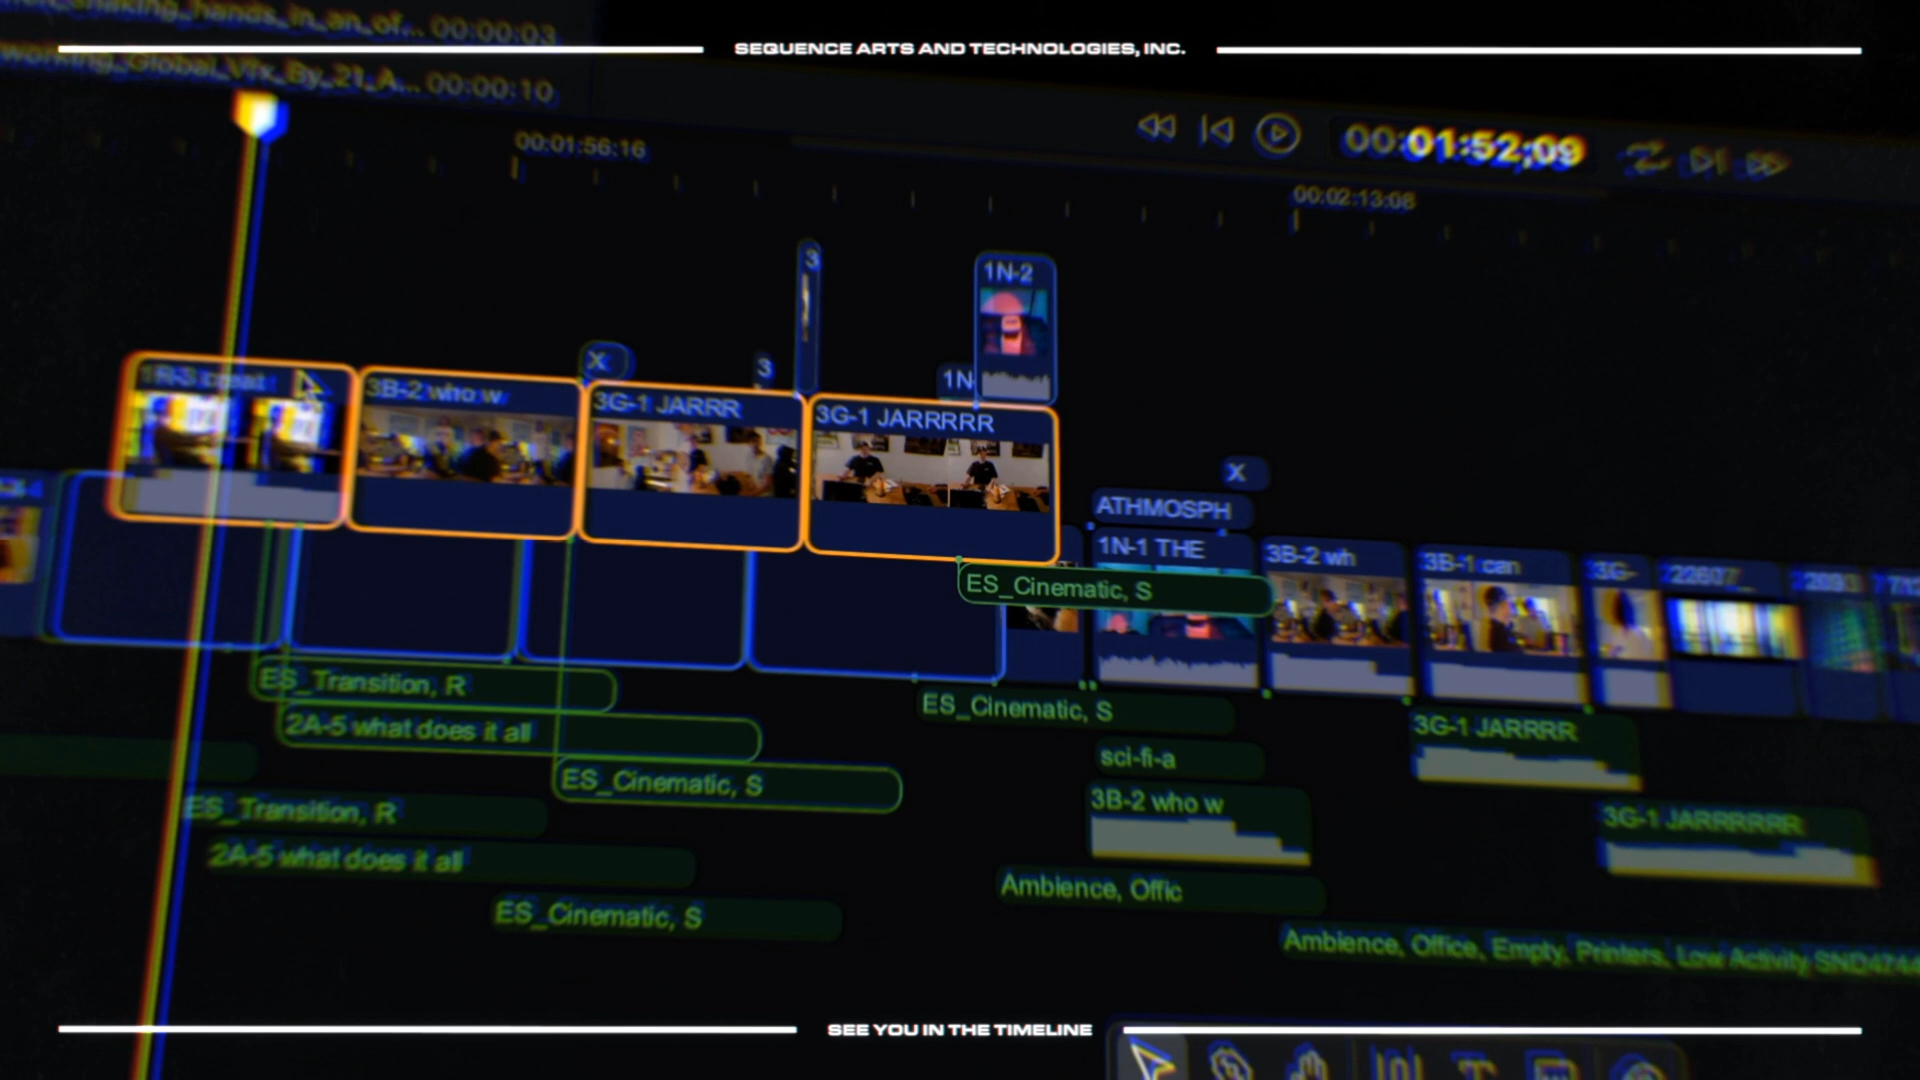 SEQUENCE ARTS AND TECHNOLOGIES, INC.
00:00:03
working_Global_Vfx_By_21_A... 00:00:10
00:01:56:16
00:01:52;09
00:02:13:08
3
1N-2
X
3
1N-
3B-2 who w
3G-1 JARRR
3G-1 JARRRRR
X
ATHMOSPH
1N-1 THE
3B-2 wh
3B-1 can
3G-
22607_
ES_Cinematic, S
ES_Transition, R
2A-5 what does it all
ES_Cinematic, S
ES_Cinematic, S
sci-fi-a
3B-2 who w
3G-1 JARRRR
3G-1 JARRRRRR
ES_Transition, R
2A-5 what does it all
ES_Cinematic, S
Ambience, Offic
Ambience, Office, Empty, Printers, Low Activity
SEE YOU IN THE TIMELINE